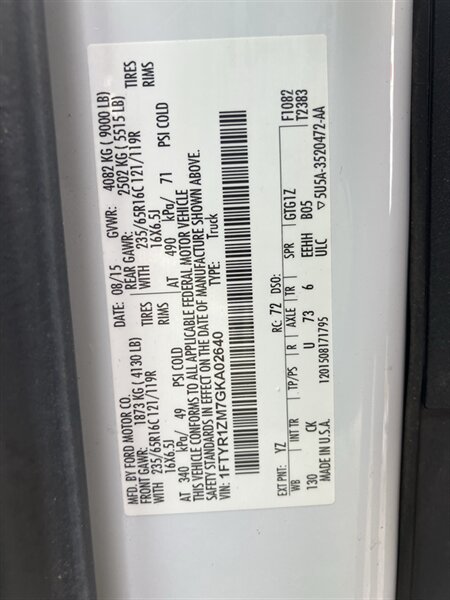 MFD. BY FORD MOTOR CO. 08/15 GVWR: 4082 KG ( 9000 LB)
FRONT GAWR: 1873 KG ( 4130 LB) REAR GAWR: 2502 KG ( 5515 LB)
WITH 235/65R16C 121/119R TIRES WITH 235/65R16C 121/119R TIRES
16X6.5J RIMS 16X6.5J RIMS
AT 340 kPa/ 49 PSI COLD AT 490 kPa/ 71 PSI COLD
THIS VEHICLE CONFORMS TO ALL APPLICABLE FEDERAL MOTOR VEHICLE
SAFETY STANDARDS IN EFFECT ON THE DATE OF MANUFACTURE SHOWN ABOVE.
VIN: 1FTYR1ZM7GKA02640 TYPE: Truck
F1082
EXT PNT: YZ RC: 72 DSO: T2383
WB INT TR TP/PS R AXLE TR SPR GTG1Z
130 CK U 73 6 EEHH B05
MADE IN U.S.A. 1201508171795 ULC ▽5U5A-3520472-AA